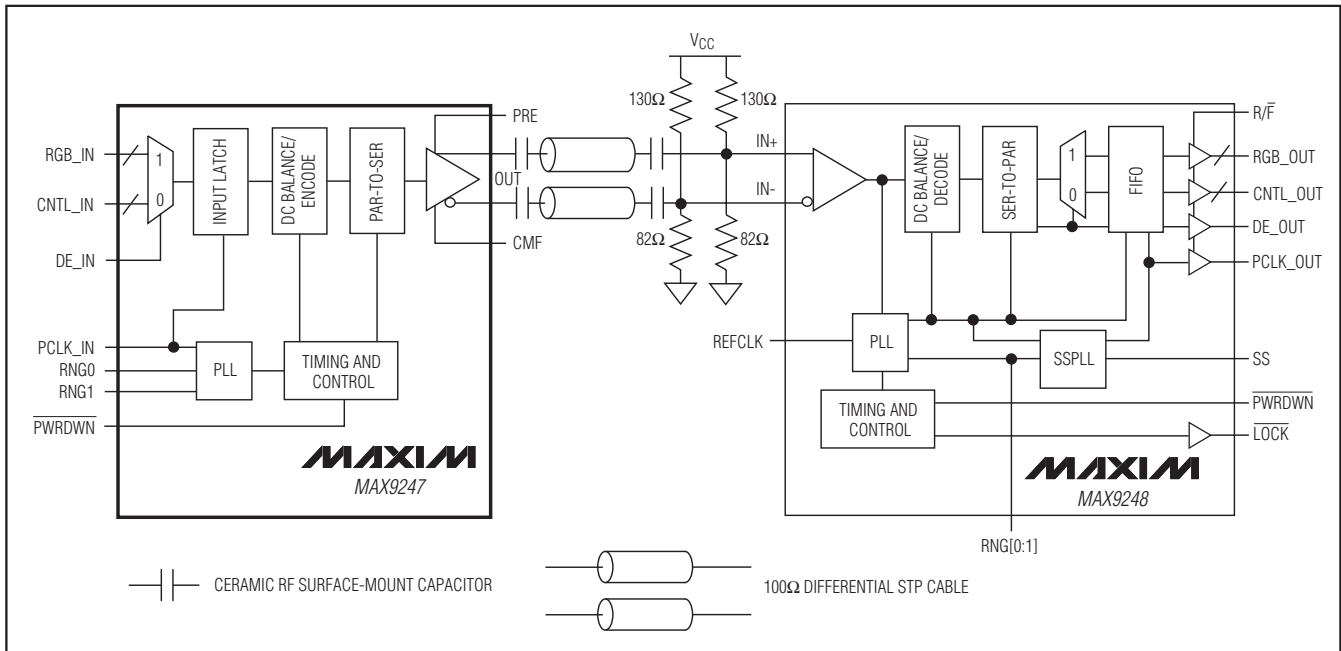 VCC
130Ω
130Ω
PRE
R/F̅
RGB_IN
1
0
INPUT LATCH
DC BALANCE/
ENCODE
PAR-TO-SER
OUT
IN+
IN-
DC BALANCE/
DECODE
SER-TO-PAR
1
0
FIFO
RGB_OUT
CNTL_IN
CNTL_OUT
82Ω
82Ω
CMF
DE_OUT
DE_IN
PCLK_OUT
PCLK_IN
RNG0
RNG1
PLL
TIMING AND
CONTROL
REFCLK
PLL
SSPLL
SS
P̅W̅R̅D̅W̅N̅
TIMING AND
CONTROL
P̅W̅R̅D̅W̅N̅
L̅O̅C̅K̅
MAXIM
MAX9247
MAXIM
MAX9248
RNG[0:1]
CERAMIC RF SURFACE-MOUNT CAPACITOR
100Ω DIFFERENTIAL STP CABLE